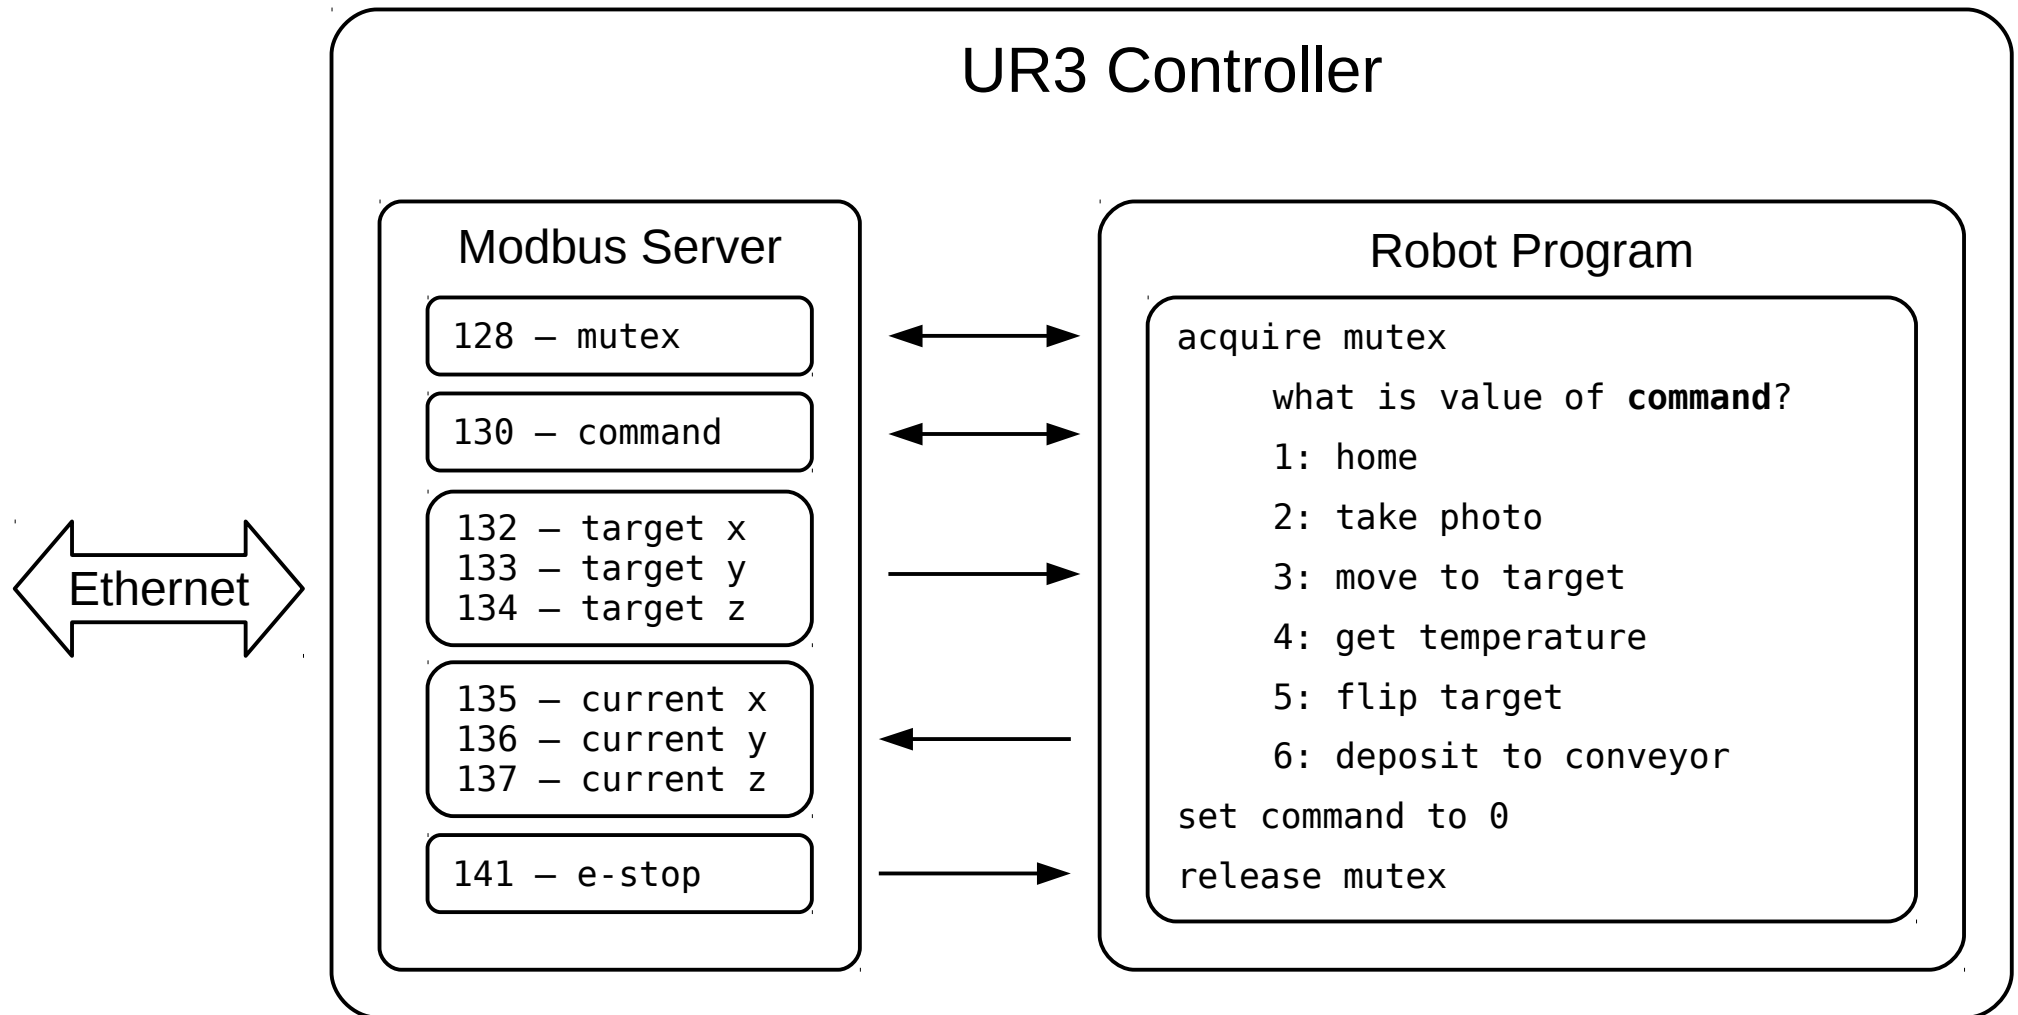 UR3 Controller
Ethernet
Modbus Server
128 – mutex
130 – command
132 – target x
133 – target y
134 – target z
135 – current x
136 – current y
137 – current z
141 – e-stop
Robot Program
acquire mutex
what is value of command?
1: home
2: take photo
3: move to target
4: get temperature
5: flip target
6: deposit to conveyor
set command to 0
release mutex